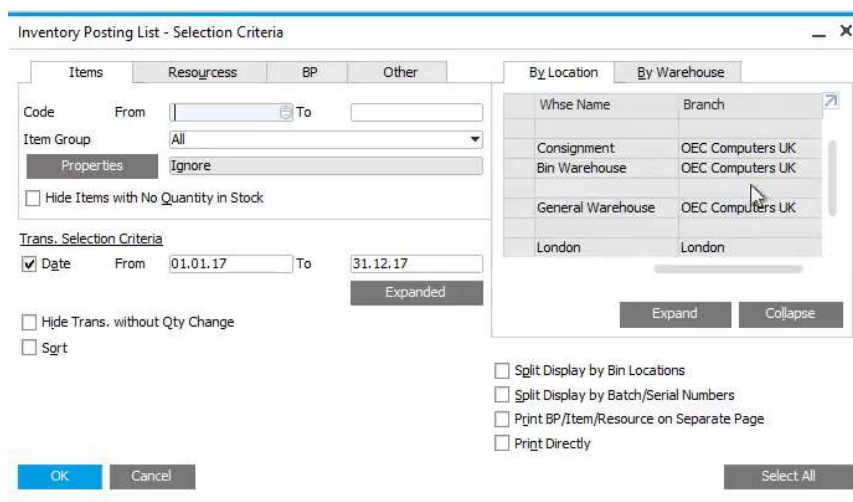 Inventory Posting List - Selection Criteria
Items Resourcess BP Other
Code From To
Item Group All
Properties Ignore
Hide Items with No Quantity in Stock
Trans. Selection Criteria
Date From 01.01.17 To 31.12.17
Expanded
Hide Trans. without Qty Change
Sort
By Location By Warehouse
Whse Name Branch
Consignment OEC Computers UK
Bin Warehouse OEC Computers UK
General Warehouse OEC Computers UK
London London
Expand Collapse
Split Display by Bin Locations
Split Display by Batch/Serial Numbers
Print BP/Item/Resource on Separate Page
Print Directly
OK Cancel Select All